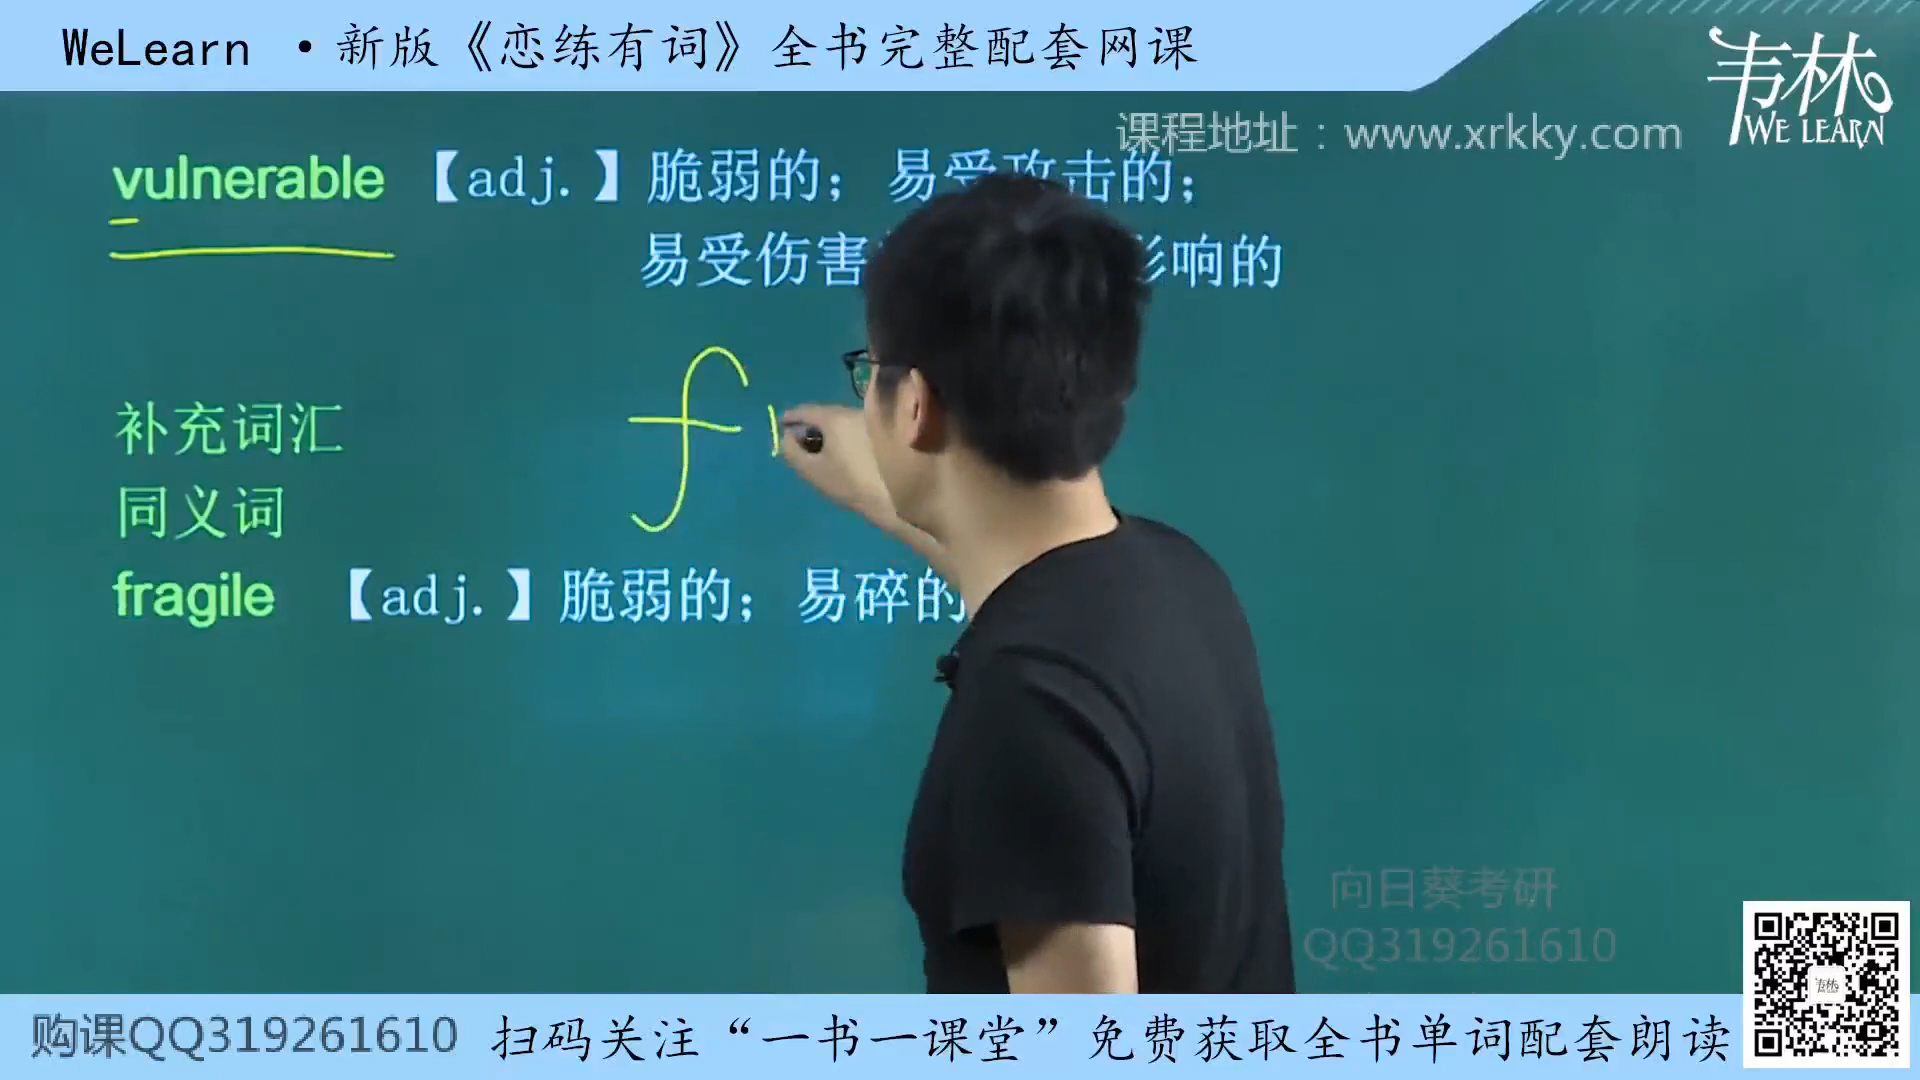 WeLearn ·新版《恋练有词》全书完整配套网课
韦林
WE LEARN
课程地址：www.xrkky.com
vulnerable 【adj.】脆弱的；易受攻击的；
易受伤害 影响的
f
补充词汇
同义词
fragile 【adj.】脆弱的；易碎的
向日葵考研
QQ319261610
购课QQ319261610 扫码关注“一书一课堂”免费获取全书单词配套朗读